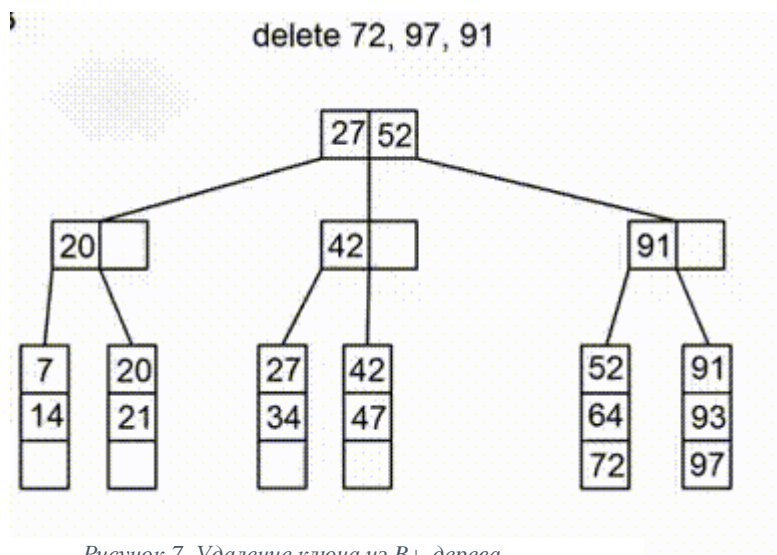 delete 72, 97, 91
27 52
20 42 91
7 20 27 42 52 91
14 21 34 47 64 93
72 97
Рисунок 7. Удаление ключа из B+ дерева